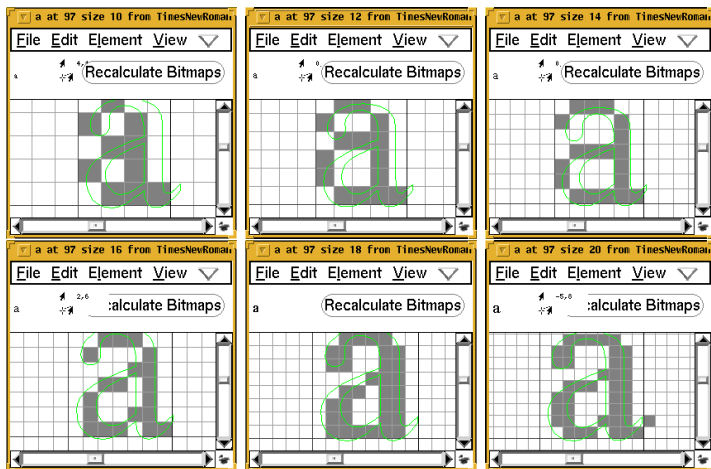 a at 97 size 10 from TimesNewRoman
File Edit Element View
a Recalculate Bitmaps
a at 97 size 12 from TimesNewRoman
File Edit Element View
a 0, Recalculate Bitmaps
a at 97 size 14 from TimesNewRoman
File Edit Element View
a 0, Recalculate Bitmaps
a at 97 size 16 from TimesNewRoman
File Edit Element View
a 2,6 calculate Bitmaps
a at 97 size 18 from TimesNewRoman
File Edit Element View
a Recalculate Bitmaps
a at 97 size 20 from TimesNewRoman
File Edit Element View
a -5,8 calculate Bitmaps